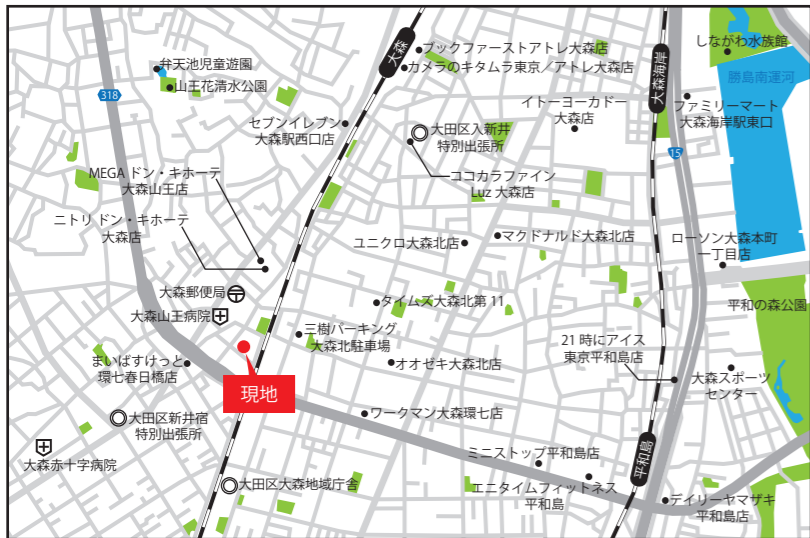 弁天池児童遊園
山王花清水公園
318
大森
ブックファーストアトレ大森店
カメラのキタムラ東京／アトレ大森店
大森海岸
しながわ水族館
勝島南運河
セブンイレブン
大森駅西口店
大田区入新井
特別出張所
イトーヨーカドー
大森店
ファミリーマート
大森海岸駅東口
15
MEGAドン・キホーテ
大森山王店
ココカラファイン
Luz 大森店
ニトリ ドン・キホーテ
大森店
ユニクロ大森北店
マクドナルド大森北店
ローソン大森本町
一丁目店
大森郵便局
大森山王病院
タイムズ大森北第 11
平和の森公園
三樹パーキング
大森北駐車場
21 時にアイス
東京平和島店
まいばすけっと
環七春日橋店
オオゼキ大森北店
大森スポーツ
センター
現地
大田区新井宿
特別出張所
ワークマン大森環七店
大森赤十字病院
ミニストップ平和島店
平和島
大田区大森地域庁舎
エニタイムフィットネス
平和島
デイリーヤマザキ
平和島店